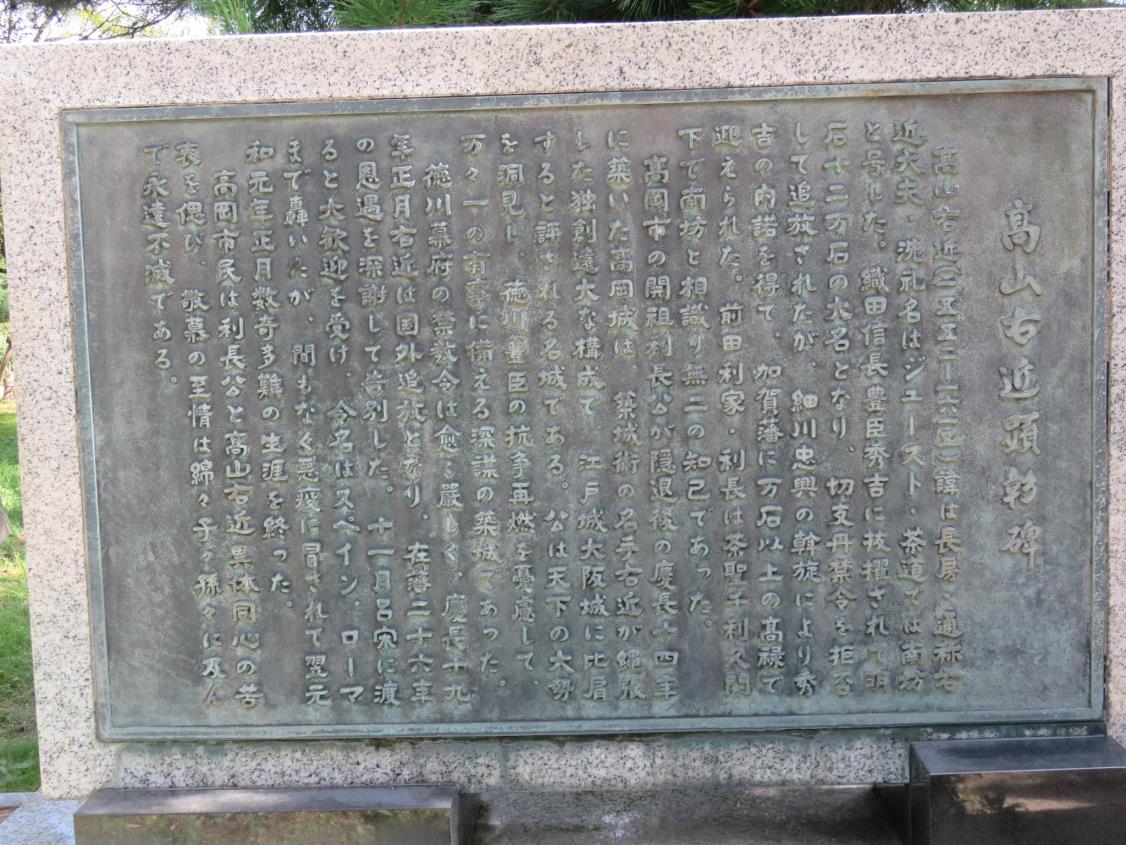 高山右近顕彰碑
高山右近(一五五二ー一六一五)諱は長房・通称右
近大夫・洗礼名はジュースト・茶道では南坊
と号した。織田信長豊臣秀吉に抜擢されて明
石十二万石の大名となり、切支丹禁令を拒否
して追放されたが、細川忠興の斡旋により秀
吉の内諾を得て、加賀藩に万石以上の高禄で
迎えられた。前田利家・利長は茶聖千利久門
下で南坊と相識り無二の知己であった。
高岡市の開祖利長公が隠退後の慶長十四年
に築いた高岡城は、築城術の名手右近が縄張
した独創遠大な構成で、江戸城大阪城に比肩
すると評される名城である。公は天下の大勢
を洞見し、徳川豊臣の抗争再燃を憂慮して、
万々一の有事に備える深謀の築城であった。
徳川幕府の禁教令は愈々厳しく、慶長十九
年正月右近は国外追放となり、在藩二十六年
の恩遇を深謝して岩別した。十一月呂宋に渡
ると大歓迎を受け、令名はスペイン・ローマ
まで轟いたが、間もなく悪疫に冒されて翌元
和元年正月数奇多難の生涯を終った。
高岡市民は利長公と高山右近異体同心の苦
衷を偲び、敬慕の至情は綿々子々孫々に及ん
で永遠不滅である。